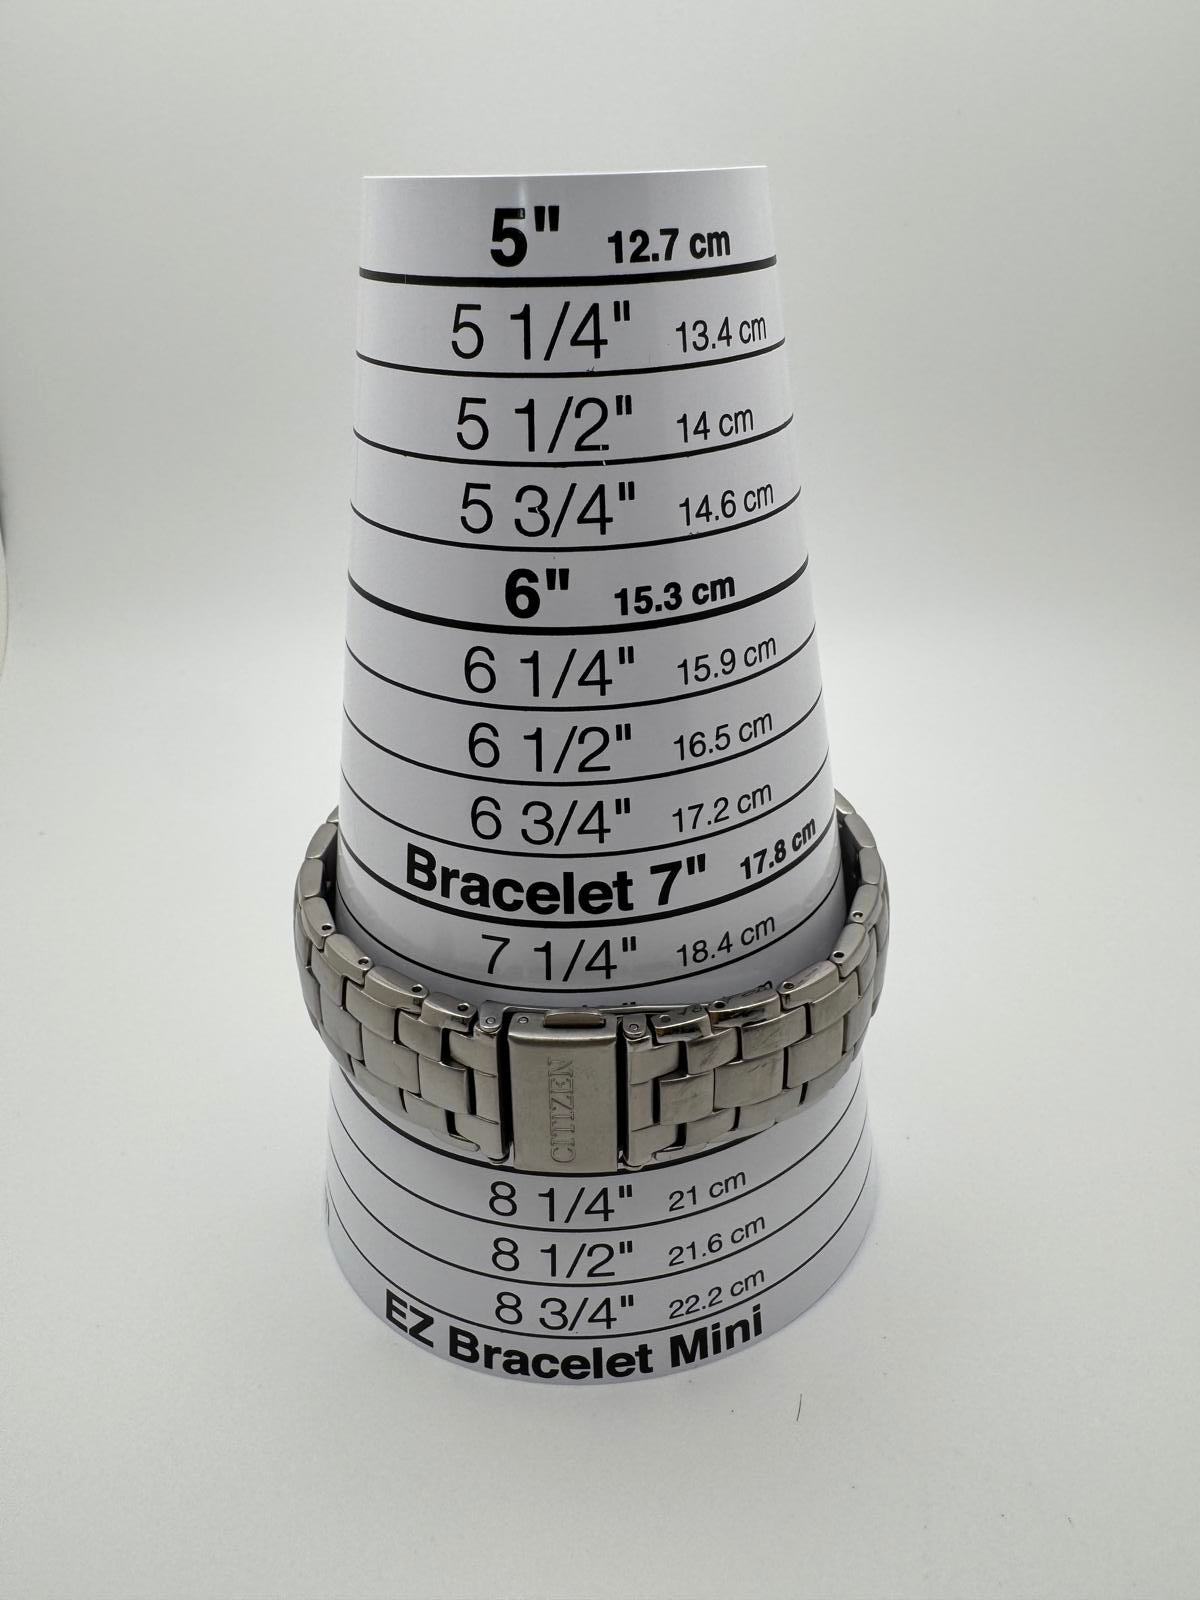 5" 12.7 cm
5 1/4" 13.4 cm
5 1/2" 14 cm
5 3/4" 14.6 cm
6" 15.3 cm
6 1/4" 15.9 cm
6 1/2" 16.5 cm
6 3/4" 17.2 cm
Bracelet 7" 17.8 cm
7 1/4" 18.4 cm
CITIZEN
8 1/4" 21 cm
8 1/2" 21.6 cm
8 3/4" 22.2 cm
EZ Bracelet Mini